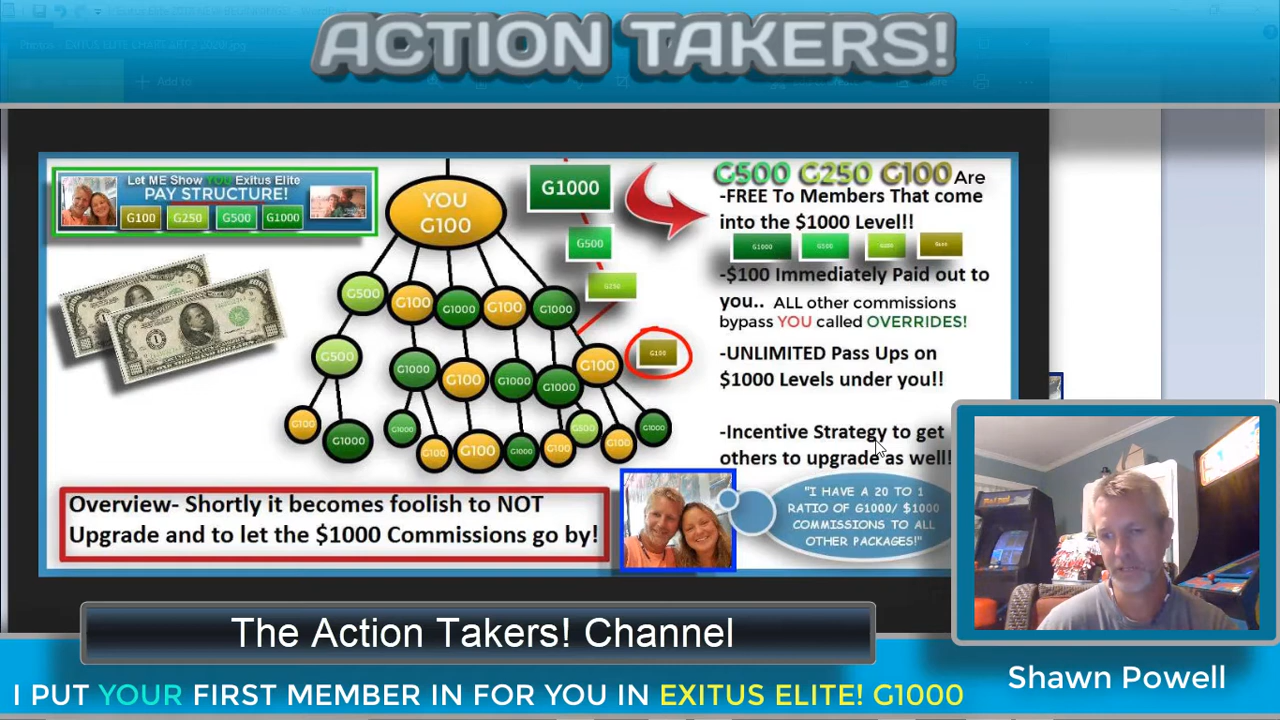 ACTION TAKERS!
Let ME Show YOU Exitus Elite
PAY STRUCTURE!
G100 G250 G500 G1000
YOU
G100
G1000
G500
G250
G100
G500 G100 G1000 G100 G1000
G500 G1000 G100 G1000 G1000 G100
G100 G1000 G1000 G100 G100 G1000 G100 G500 G100 G1000
G500 G250 G100 Are
-FREE To Members That come
into the $1000 Level!!
G1000 G500
-$100 Immediately Paid out to
you.. ALL other commissions
bypass YOU called OVERRIDES!
-UNLIMITED Pass Ups on
$1000 Levels under you!!
-Incentive Strategy to get
others to upgrade as well!
Overview- Shortly it becomes foolish to NOT
Upgrade and to let the $1000 Commissions go by!
"I HAVE A 20 TO 1
RATIO OF G1000/ $1000
COMMISSIONS TO ALL
OTHER PACKAGES!"
The Action Takers! Channel
Shawn Powell
I PUT YOUR FIRST MEMBER IN FOR YOU IN EXITUS ELITE! G1000